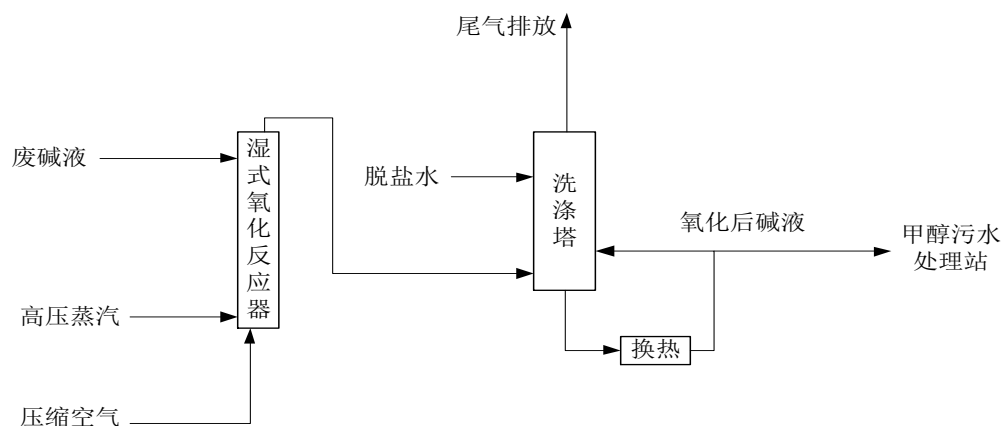 尾气排放
废碱液
湿式氧化反应器
脱盐水
洗涤塔
氧化后碱液
甲醇污水
处理站
高压蒸汽
换热
压缩空气